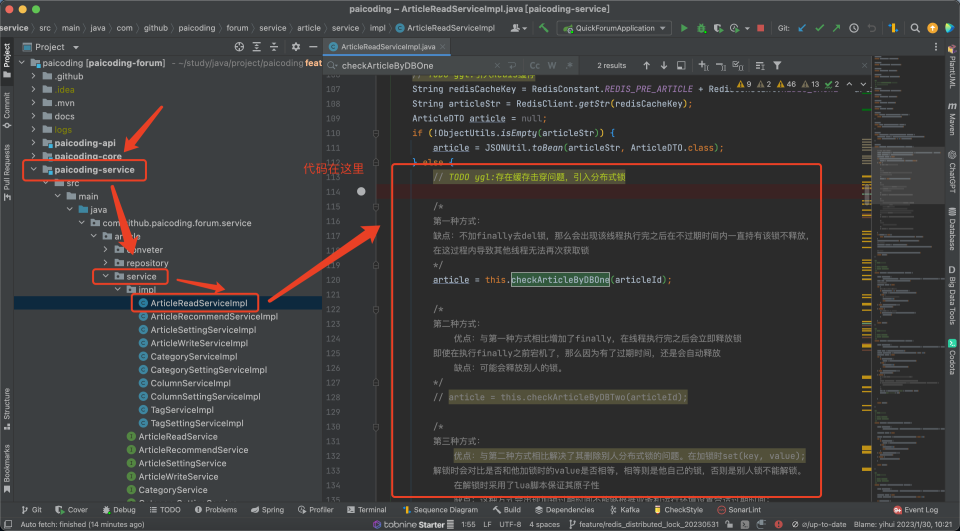 paicoding – ArticleReadServiceImpl.java [paicoding-service]
service
src
main
java
com
github
paicoding
forum
service
article
service
impl
ArticleReadServiceImpl
QuickForumApplication
Git:
Project
ArticleReadServiceImpl.java
checkArticleByDBOne
Cc
W
.*
2 results
paicoding [paicoding-forum] ~/study/java/project/paicoding
.github
.idea
.mvn
docs
logs
paicoding-api
paicoding-core
paicoding-service
src
main
java
com.github.paicoding.forum.service
article
conveter
repository
service
impl
ArticleReadServiceImpl
ArticleRecommendServiceImpl
ArticleSettingServiceImpl
ArticleWriteServiceImpl
CategoryServiceImpl
CategorySettingServiceImpl
ColumnServiceImpl
ColumnSettingServiceImpl
TagServiceImpl
TagSettingServiceImpl
ArticleReadService
ArticleRecommendService
ArticleSettingService
ArticleWriteService
CategoryService
代码在这里
9 2 46 13 2
107 String redisCacheKey = RedisConstant.REDIS_PRE_ARTICLE +
108 String articleStr = RedisClient.getStr(redisCacheKey);
109 ArticleDTO article = null;
110 if (!ObjectUtils.isEmpty(articleStr)) {
111 article = JSONUtil.toBean(articleStr, ArticleDTO.class);
112 } else {
113 // TODO ygl:存在缓存击穿问题，引入分布式锁
114
115 /*
116 第一种方式：
117 缺点：不加finally去del锁，那么会出现该线程执行完之后在不过期时间内一直持有该锁不释放，
118 在这过程内导致其他线程无法再次获取锁
119 */
120 article = this.checkArticleByDBOne(articleId);
121
122 /*
123 第二种方式：
124 优点：与第一种方式相比增加了finally，在线程执行完之后会立即释放锁
125 即使在执行finally之前宕机了，那么因为有了过期时间，还是会自动释放
126 缺点：可能会释放别人的锁。
127 */
128 // article = this.checkArticleByDBTwo(articleId);
129
130 /*
131 第三种方式：
132 优点：与第二种方式相比解决了其删除别人分布式锁的问题。在加锁时set(key, value);
133 解锁时会对比是否和他加锁时的value是否相等，相等则是他自己的锁，否则是别人锁不能解锁。
134 在解锁时采用了lua脚本保证其原子性
Project
Commit
Pull Requests
Structure
Bookmarks
PlantUML
Maven
ChatGPT
Database
Big Data Tools
Codota
Git
Cover
Debug
TODO
Problems
Spring
Profiler
Terminal
Sequence Diagram
Build
Dependencies
Kafka
CheckStyle
SonarLint
Event Log
Auto fetch: finished (14 minutes ago)
tabnine Starter
1:55
LF
UTF-8
4 spaces
feature/redis_distributed_lock_20230531
⊘/up-to-date
Blame: yihui 2023/1/30, 10:21